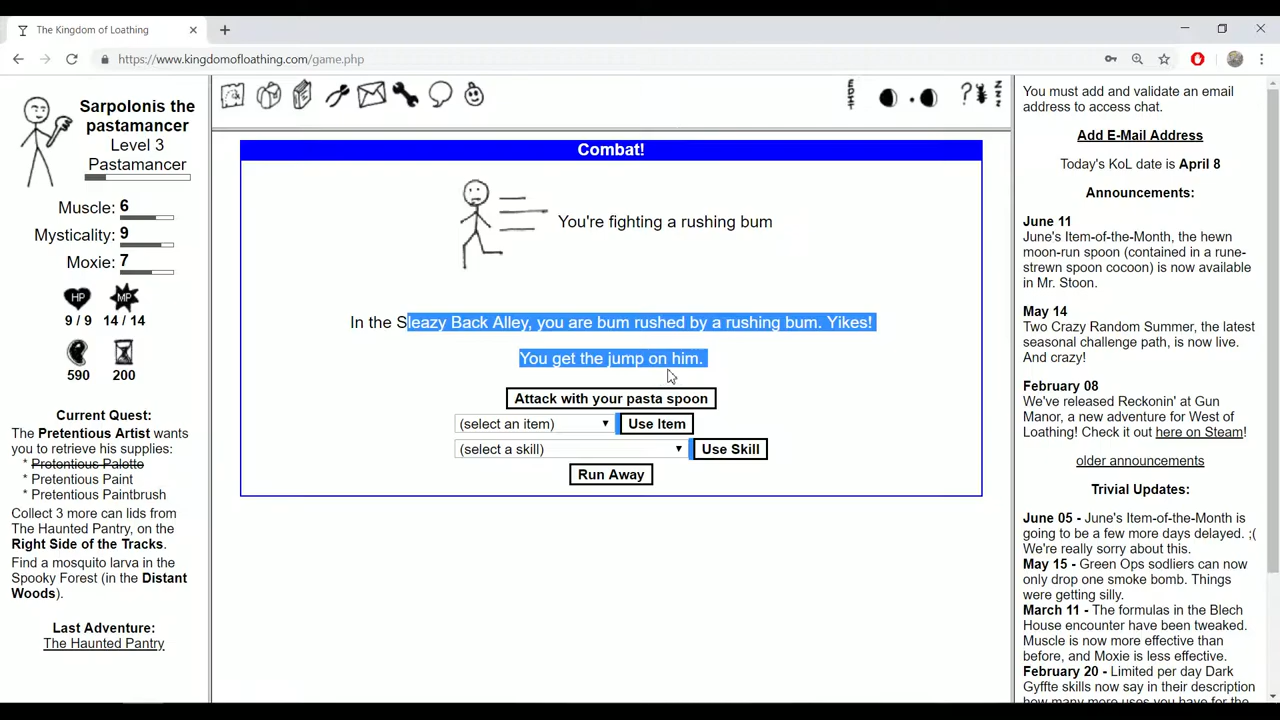 The Kingdom of Loathing
https://www.kingdomofloathing.com/game.php
Sarpolonis the
pastamancer
Level 3
Pastamancer
Muscle: 6
Mysticality: 9
Moxie: 7
HP
MP
9 / 9
14 / 14
590
200
Current Quest:
The Pretentious Artist wants
you to retrieve his supplies:
* Pretentious Palette
* Pretentious Paint
* Pretentious Paintbrush
Collect 3 more can lids from
The Haunted Pantry, on the
Right Side of the Tracks.
Find a mosquito larva in the
Spooky Forest (in the Distant
Woods).
Last Adventure:
The Haunted Pantry
EDIT
?
ZZZ
Combat!
You're fighting a rushing bum
In the Sleazy Back Alley, you are bum rushed by a rushing bum. Yikes!
You get the jump on him.
Attack with your pasta spoon
(select an item)
Use Item
(select a skill)
Use Skill
Run Away
You must add and validate an email
address to access chat.
Add E-Mail Address
Today's KoL date is April 8
Announcements:
June 11
June's Item-of-the-Month, the hewn
moon-run spoon (contained in a rune-
strewn spoon cocoon) is now available
in Mr. Stoon.
May 14
Two Crazy Random Summer, the latest
seasonal challenge path, is now live.
And crazy!
February 08
We've released Reckonin' at Gun
Manor, a new adventure for West of
Loathing! Check it out here on Steam!
older announcements
Trivial Updates:
June 05 - June's Item-of-the-Month is
going to be a few more days delayed. ;(
We're really sorry about this.
May 15 - Green Ops sodliers can now
only drop one smoke bomb. Things
were getting silly.
March 11 - The formulas in the Blech
House encounter have been tweaked.
Muscle is now more effective than
before, and Moxie is less effective.
February 20 - Limited per day Dark
Gyffte skills now say in their description
how many more uses you have for the